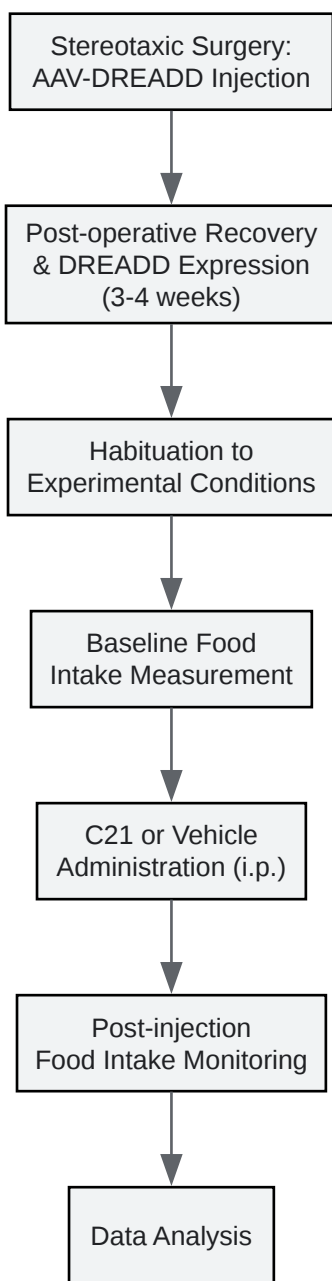 Stereotaxic Surgery:
AAV-DREADD Injection
Post-operative Recovery
& DREADD Expression
(3-4 weeks)
Habituation to
Experimental Conditions
Baseline Food
Intake Measurement
C21 or Vehicle
Administration (i.p.)
Post-injection
Food Intake Monitoring
Data Analysis